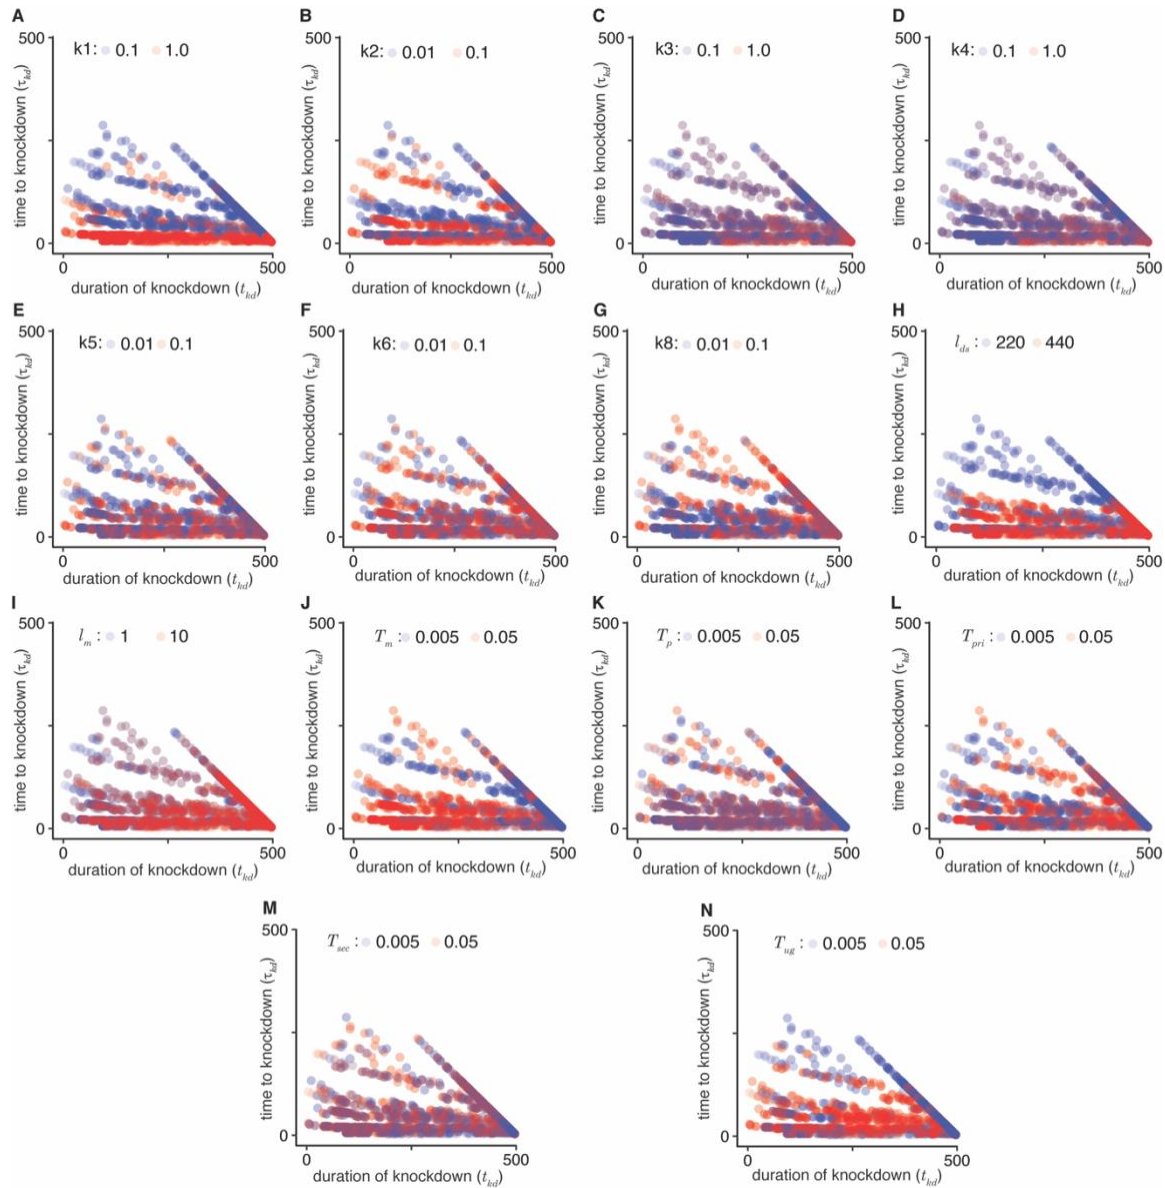 A
k1: 0.1 1.0
500
time to knockdown (τkd)
0
0
500
duration of knockdown (tkd)
B
k2: 0.01 0.1
500
time to knockdown (τkd)
0
0
500
duration of knockdown (tkd)
C
k3: 0.1 1.0
500
time to knockdown (τkd)
0
0
500
duration of knockdown (tkd)
D
k4: 0.1 1.0
500
time to knockdown (τkd)
0
0
500
duration of knockdown (tkd)
E
k5: 0.01 0.1
500
time to knockdown (τkd)
0
0
500
duration of knockdown (tkd)
F
k6: 0.01 0.1
500
time to knockdown (τkd)
0
0
500
duration of knockdown (tkd)
G
k8: 0.01 0.1
500
time to knockdown (τkd)
0
0
500
duration of knockdown (tkd)
H
lds : 220 440
500
time to knockdown (τkd)
0
0
500
duration of knockdown (tkd)
I
lm : 1 10
500
time to knockdown (τkd)
0
0
500
duration of knockdown (tkd)
J
Tm : 0.005 0.05
500
time to knockdown (τkd)
0
0
500
duration of knockdown (tkd)
K
Tp : 0.005 0.05
500
time to knockdown (τkd)
0
0
500
duration of knockdown (tkd)
L
Tpri : 0.005 0.05
500
time to knockdown (τkd)
0
0
500
duration of knockdown (tkd)
M
Tsec : 0.005 0.05
500
time to knockdown (τkd)
0
0
500
duration of knockdown (tkd)
N
Tug : 0.005 0.05
500
time to knockdown (τkd)
0
0
500
duration of knockdown (tkd)